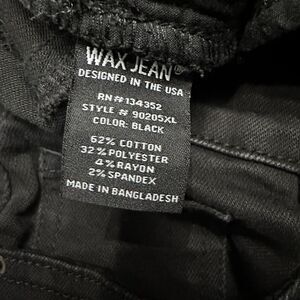 WAX JEAN®
DESIGNED IN THE USA
RN#134352
STYLE # 90205XL
COLOR: BLACK
62% COTTON
32% POLYESTER
4% RAYON
2% SPANDEX
MADE IN BANGLADESH